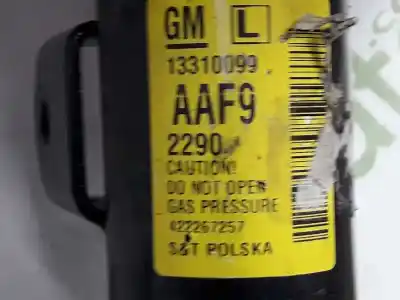 GM L
13310099
AAF9
2290
CAUTION!
DO NOT OPEN
GAS PRESSURE
422267257
S&T POLSKA